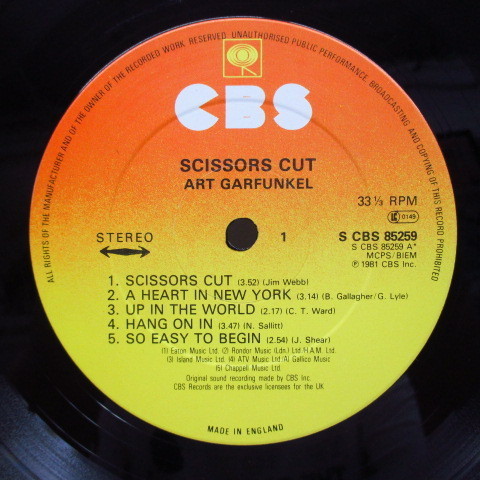 ALL RIGHTS OF THE MANUFACTURER AND OF THE OWNER OF THE RECORDED WORK RESERVED UNAUTHORISED PUBLIC PERFORMANCE, BROADCASTING AND COPYING OF THIS RECORD PROHIBITED
CBS
SCISSORS CUT
ART GARFUNKEL
33⅓ RPM
STEREO
1
S CBS 85259
S CBS 85259 A*
MCPS/BIEM
Ⓟ 1981 CBS Inc.
1. SCISSORS CUT (3.52) (Jim Webb)
2. A HEART IN NEW YORK (3.14) (B. Gallagher/G. Lyle)
3. UP IN THE WORLD (2.17) (C. T. Ward)
4. HANG ON IN (3.47) (N. Sallitt)
5. SO EASY TO BEGIN (2.54) (J. Shear)
(1) Eaton Music Ltd. (2) Rondor Music (Ldn.) Ltd/H.A.M. Ltd.
(3) Island Music Ltd. (4) ATV Music Ltd/A) Gallico Music
(5) Chappell Music Ltd.
Original sound recording made by CBS Inc.
CBS Records are the exclusive licensees for the UK
MADE IN ENGLAND